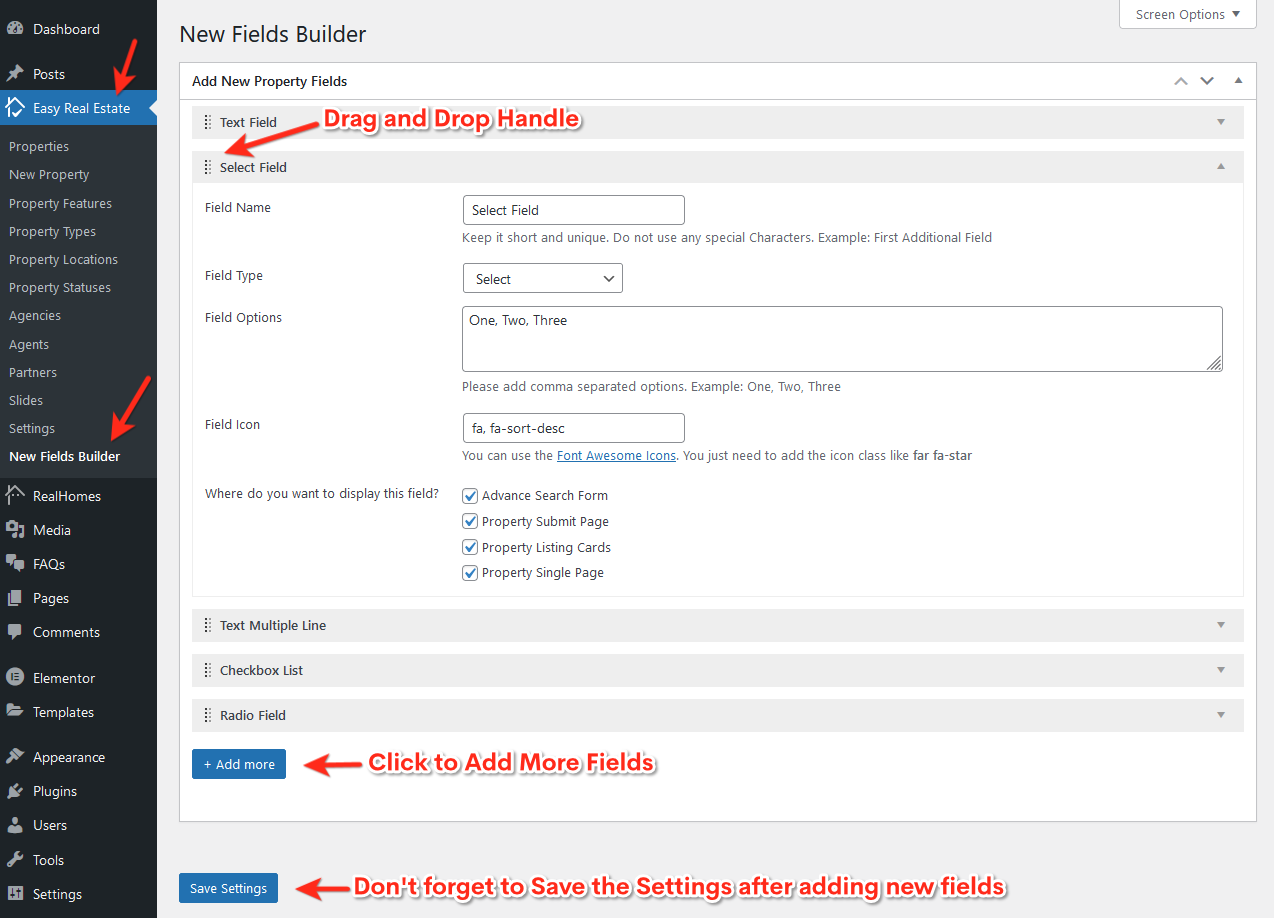 Dashboard
Posts
Easy Real Estate
Properties
New Property
Property Features
Property Types
Property Locations
Property Statuses
Agencies
Agents
Partners
Slides
Settings
New Fields Builder
RealHomes
Media
FAQs
Pages
Comments
Elementor
Templates
Appearance
Plugins
Users
Tools
Settings
Screen Options
New Fields Builder
Add New Property Fields
Text Field
Drag and Drop Handle
Select Field
Field Name
Select Field
Keep it short and unique. Do not use any special Characters. Example: First Additional Field
Field Type
Select
Field Options
One, Two, Three
Please add comma separated options. Example: One, Two, Three
Field Icon
fa, fa-sort-desc
You can use the Font Awesome Icons. You just need to add the icon class like far fa-star
Where do you want to display this field?
Advance Search Form
Property Submit Page
Property Listing Cards
Property Single Page
Text Multiple Line
Checkbox List
Radio Field
+ Add more
Click to Add More Fields
Save Settings
Don't forget to Save the Settings after adding new fields